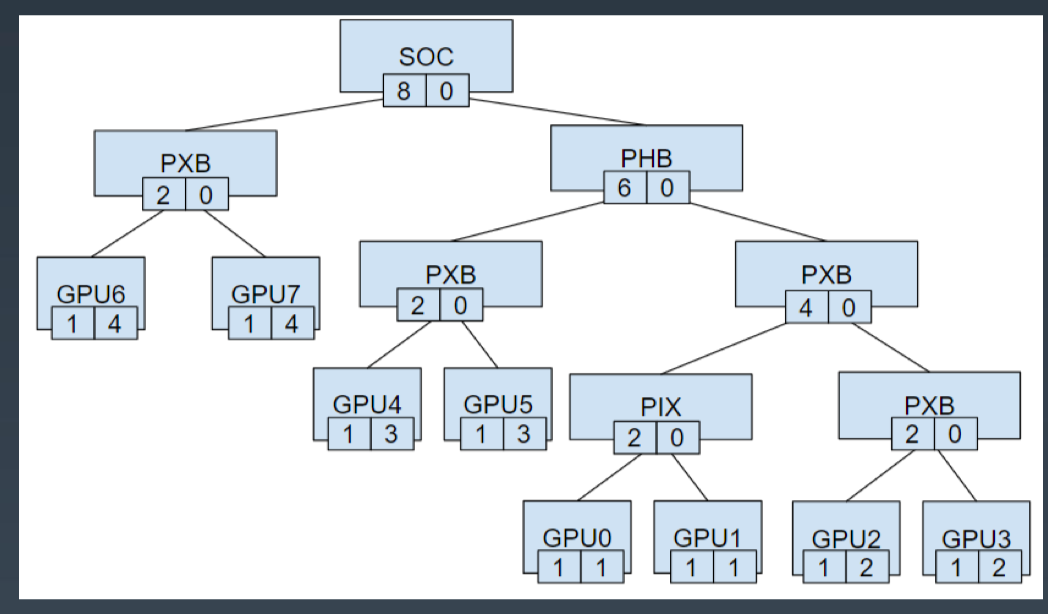 SOC
8 0
PXB
2 0
PHB
6 0
GPU6
1 4
GPU7
1 4
PXB
2 0
PXB
4 0
GPU4
1 3
GPU5
1 3
PIX
2 0
PXB
2 0
GPU0
1 1
GPU1
1 1
GPU2
1 2
GPU3
1 2